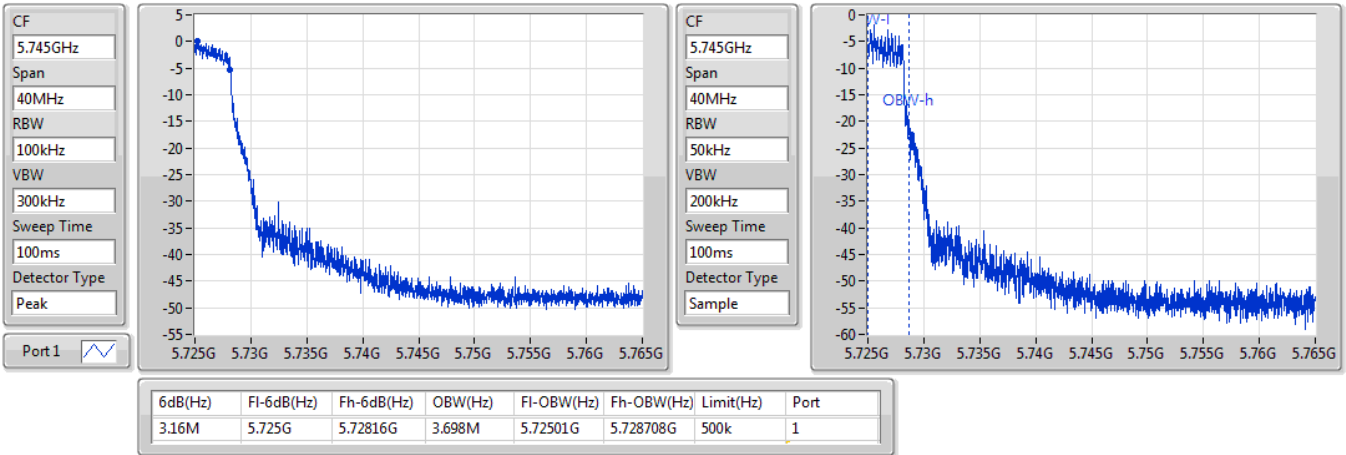 CF
5.745GHz
Span
40MHz
RBW
100kHz
VBW
300kHz
Sweep Time
100ms
Detector Type
Peak
Port 1
5
0
-5
-10
-15
-20
-25
-30
-35
-40
-45
-50
-55
5.725G 5.73G 5.735G 5.74G 5.745G 5.75G 5.755G 5.76G 5.765G
CF
5.745GHz
Span
40MHz
RBW
50kHz
VBW
200kHz
Sweep Time
100ms
Detector Type
Sample
0
-5
-10
-15
-20
-25
-30
-35
-40
-45
-50
-55
-60
W-l
OBW-h
5.725G 5.73G 5.735G 5.74G 5.745G 5.75G 5.755G 5.76G 5.765G
6dB(Hz) Fl-6dB(Hz) Fh-6dB(Hz) OBW(Hz) Fl-OBW(Hz) Fh-OBW(Hz) Limit(Hz) Port
3.16M 5.725G 5.72816G 3.698M 5.72501G 5.728708G 500k 1